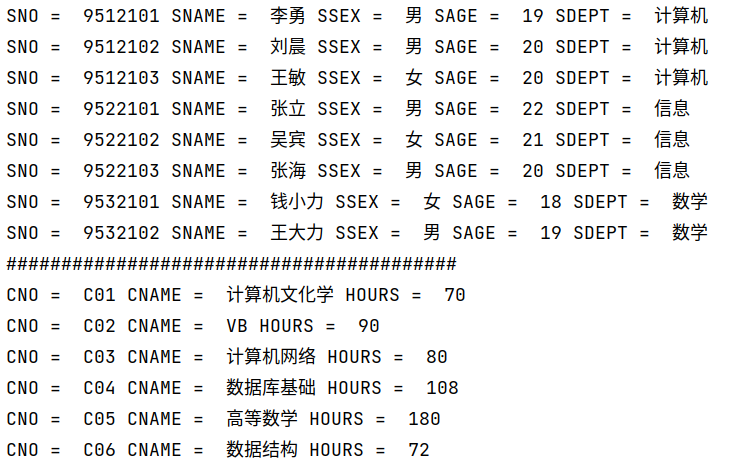 SNO =  9512101 SNAME =  李勇 SSEX =  男 SAGE =  19 SDEPT =  计算机
SNO =  9512102 SNAME =  刘晨 SSEX =  男 SAGE =  20 SDEPT =  计算机
SNO =  9512103 SNAME =  王敏 SSEX =  女 SAGE =  20 SDEPT =  计算机
SNO =  9522101 SNAME =  张立 SSEX =  男 SAGE =  22 SDEPT =  信息
SNO =  9522102 SNAME =  吴宾 SSEX =  女 SAGE =  21 SDEPT =  信息
SNO =  9522103 SNAME =  张海 SSEX =  男 SAGE =  20 SDEPT =  信息
SNO =  9532101 SNAME =  钱小力 SSEX =  女 SAGE =  18 SDEPT =  数学
SNO =  9532102 SNAME =  王大力 SSEX =  男 SAGE =  19 SDEPT =  数学
#########################################
CNO =  C01 CNAME =  计算机文化学 HOURS =  70
CNO =  C02 CNAME =  VB HOURS =  90
CNO =  C03 CNAME =  计算机网络 HOURS =  80
CNO =  C04 CNAME =  数据库基础 HOURS =  108
CNO =  C05 CNAME =  高等数学 HOURS =  180
CNO =  C06 CNAME =  数据结构 HOURS =  72